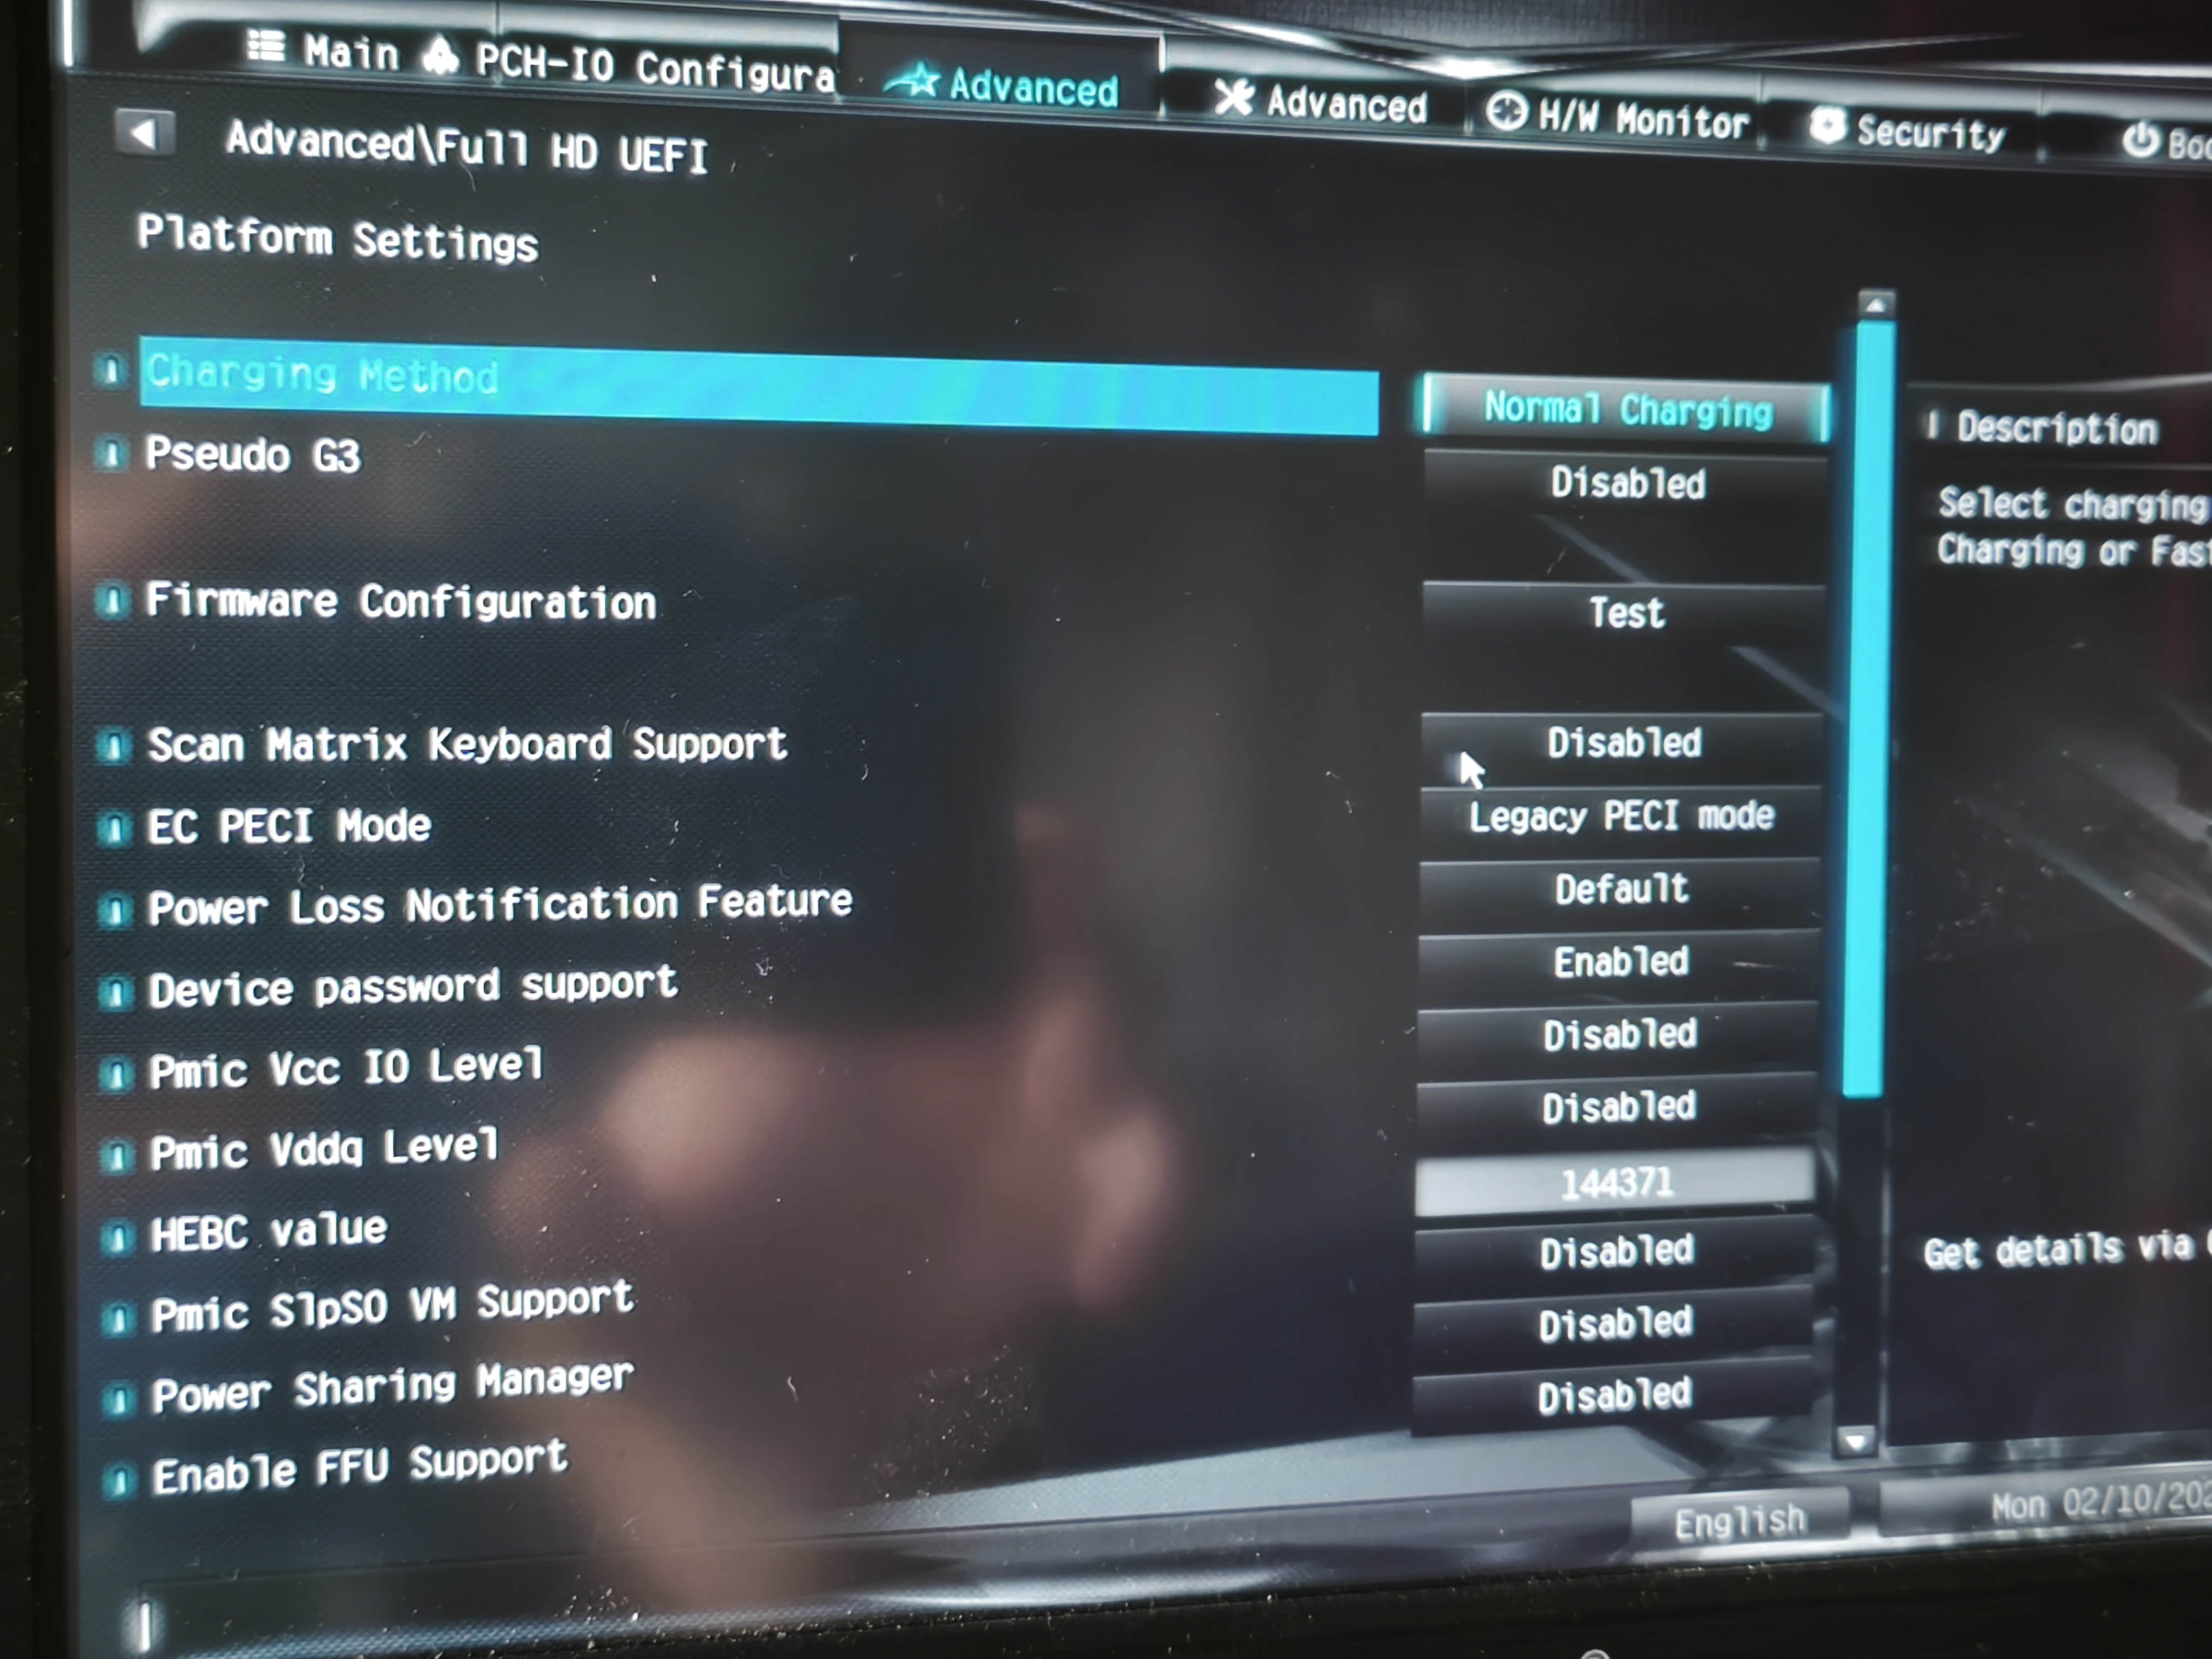 Main PCH-IO Configura Advanced Advanced H/W Monitor Security
Advanced\Full HD UEFI
Platform Settings
Charging Method Normal Charging
Pseudo G3 Disabled
Firmware Configuration Test
Scan Matrix Keyboard Support Disabled
EC PECI Mode Legacy PECI mode
Power Loss Notification Feature Default
Device password support Enabled
Pmic Vcc IO Level Disabled
Pmic Vddq Level Disabled
HEBC value 144371
Pmic SlpS0 VM Support Disabled
Power Sharing Manager Disabled
Enable FFU Support Disabled
Description
Select charging
Charging or Fast
Get details via
English Mon 02/10/202